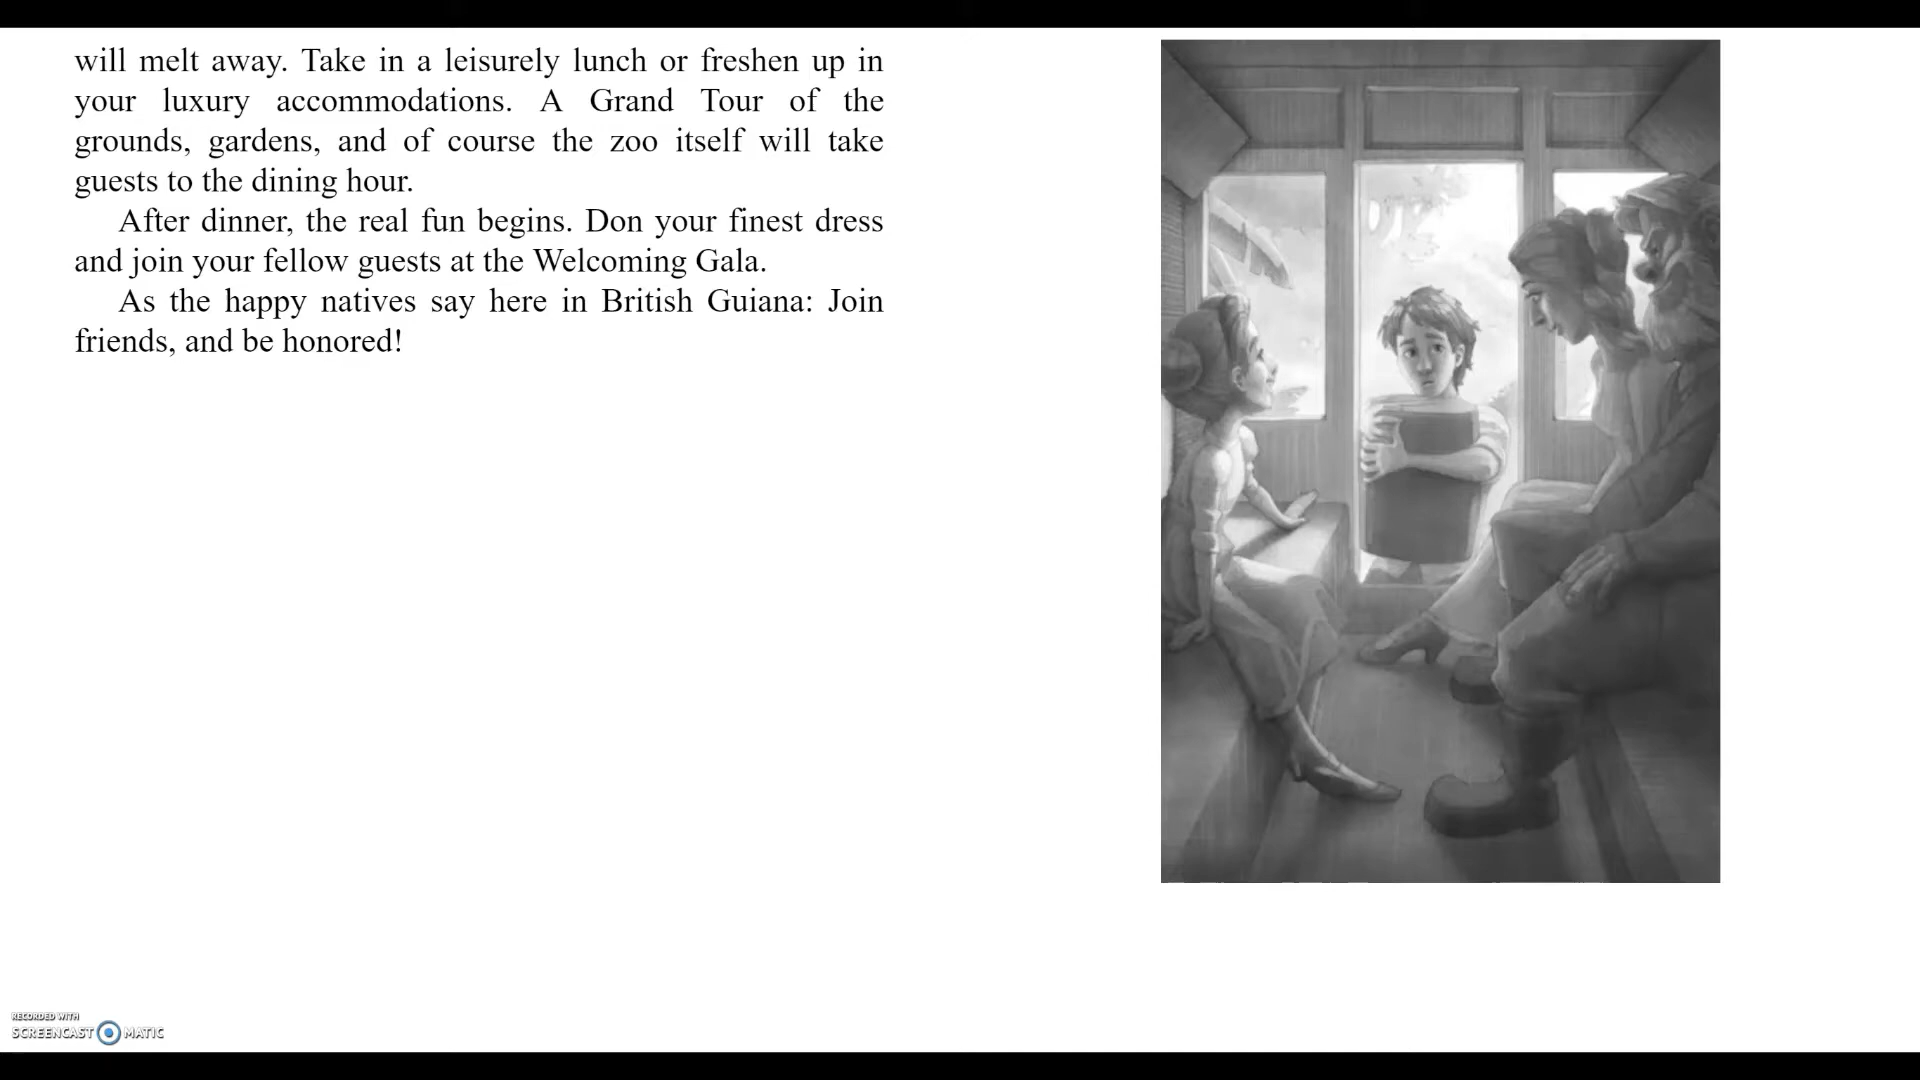 will melt away. Take in a leisurely lunch or freshen up in
your luxury accommodations. A Grand Tour of the
grounds, gardens, and of course the zoo itself will take
guests to the dining hour.
After dinner, the real fun begins. Don your finest dress
and join your fellow guests at the Welcoming Gala.
As the happy natives say here in British Guiana: Join
friends, and be honored!
RECORDED WITH
SCREENCAST MATIC